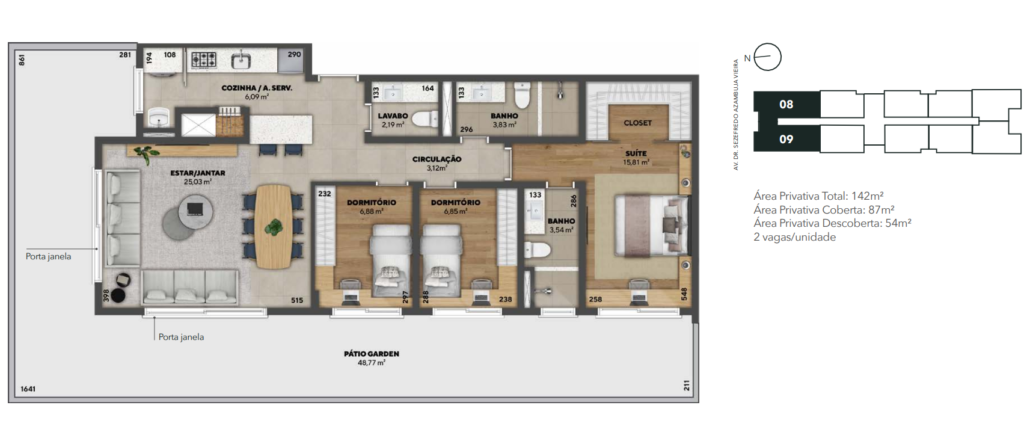 861
281
194
108
290
COZINHA / A. SERV.
6,09 m²
133
164
LAVABO
2,19 m²
133
BANHO
3,83 m²
296
CLOSET
CIRCULAÇÃO
3,12m²
SUÍTE
15,81 m²
ESTAR/JANTAR
25,03 m²
232
DORMITÓRIO
6,88 m²
DORMITÓRIO
6,85 m²
133
286
BANHO
3,54 m²
Porta janela
398
515
297
288
238
258
548
Porta janela
PÁTIO GARDEN
48,77 m²
1641
211
N
AV. DR. SEZEFREDO AZAMBUJA VIEIRA
08
09
Área Privativa Total: 142m²
Área Privativa Coberta: 87m²
Área Privativa Descoberta: 54m²
2 vagas/unidade